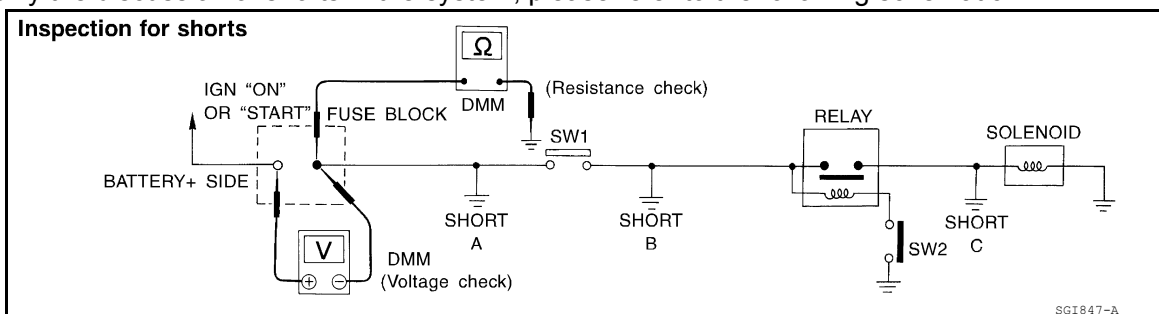 Inspection for shorts
IGN "ON"
OR "START"
FUSE BLOCK
BATTERY+ SIDE
Ω
DMM
(Resistance check)
SW1
RELAY
SOLENOID
SHORT
A
SHORT
B
SHORT
C
SW2
V
+ −
DMM
(Voltage check)
SGI847-A